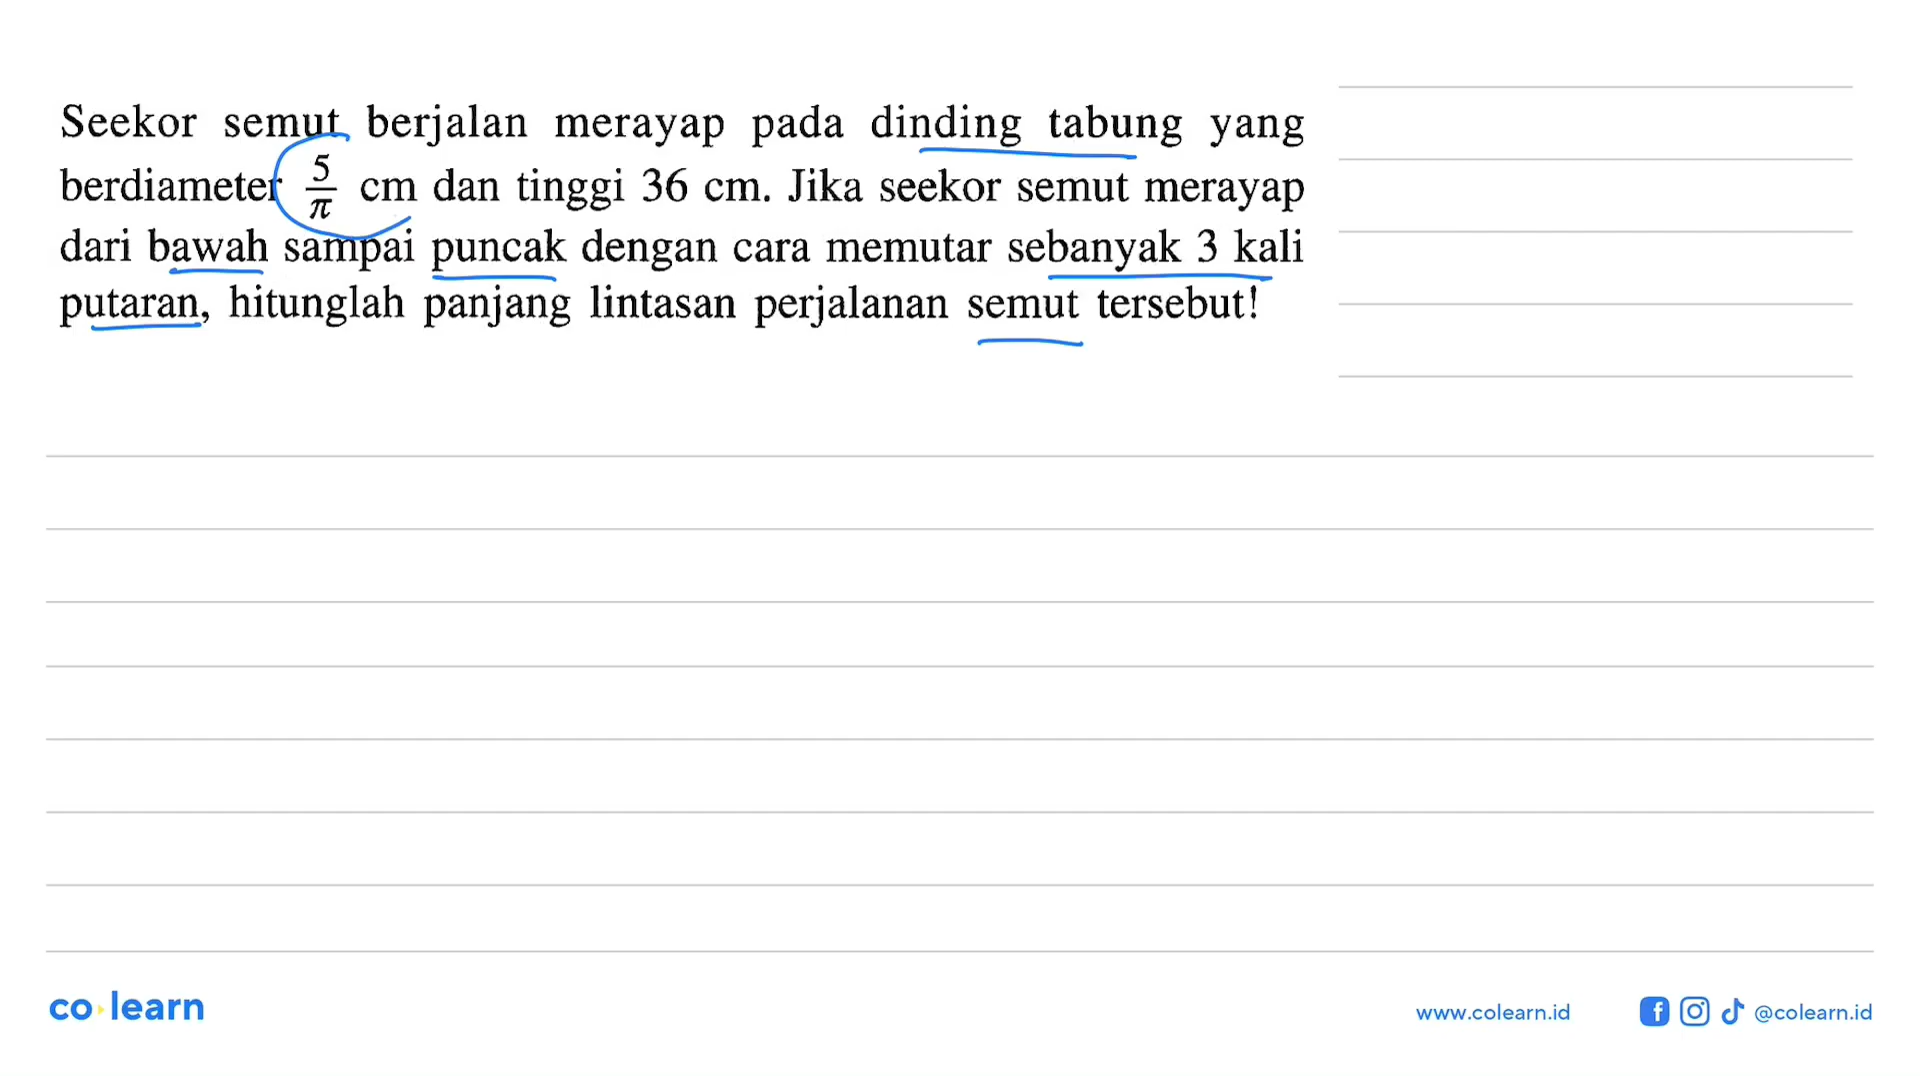 Seekor semut berjalan merayap pada dinding tabung yang
berdiameter 5/π cm dan tinggi 36 cm. Jika seekor semut merayap
dari bawah sampai puncak dengan cara memutar sebanyak 3 kali
putaran, hitunglah panjang lintasan perjalanan semut tersebut!
co learn
www.colearn.id
@colearn.id